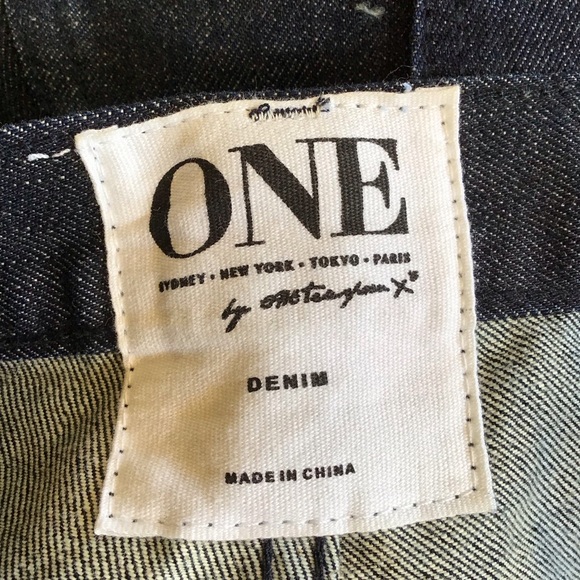 ONE
SYDNEY • NEW YORK • TOKYO • PARIS
by
DENIM
MADE IN CHINA